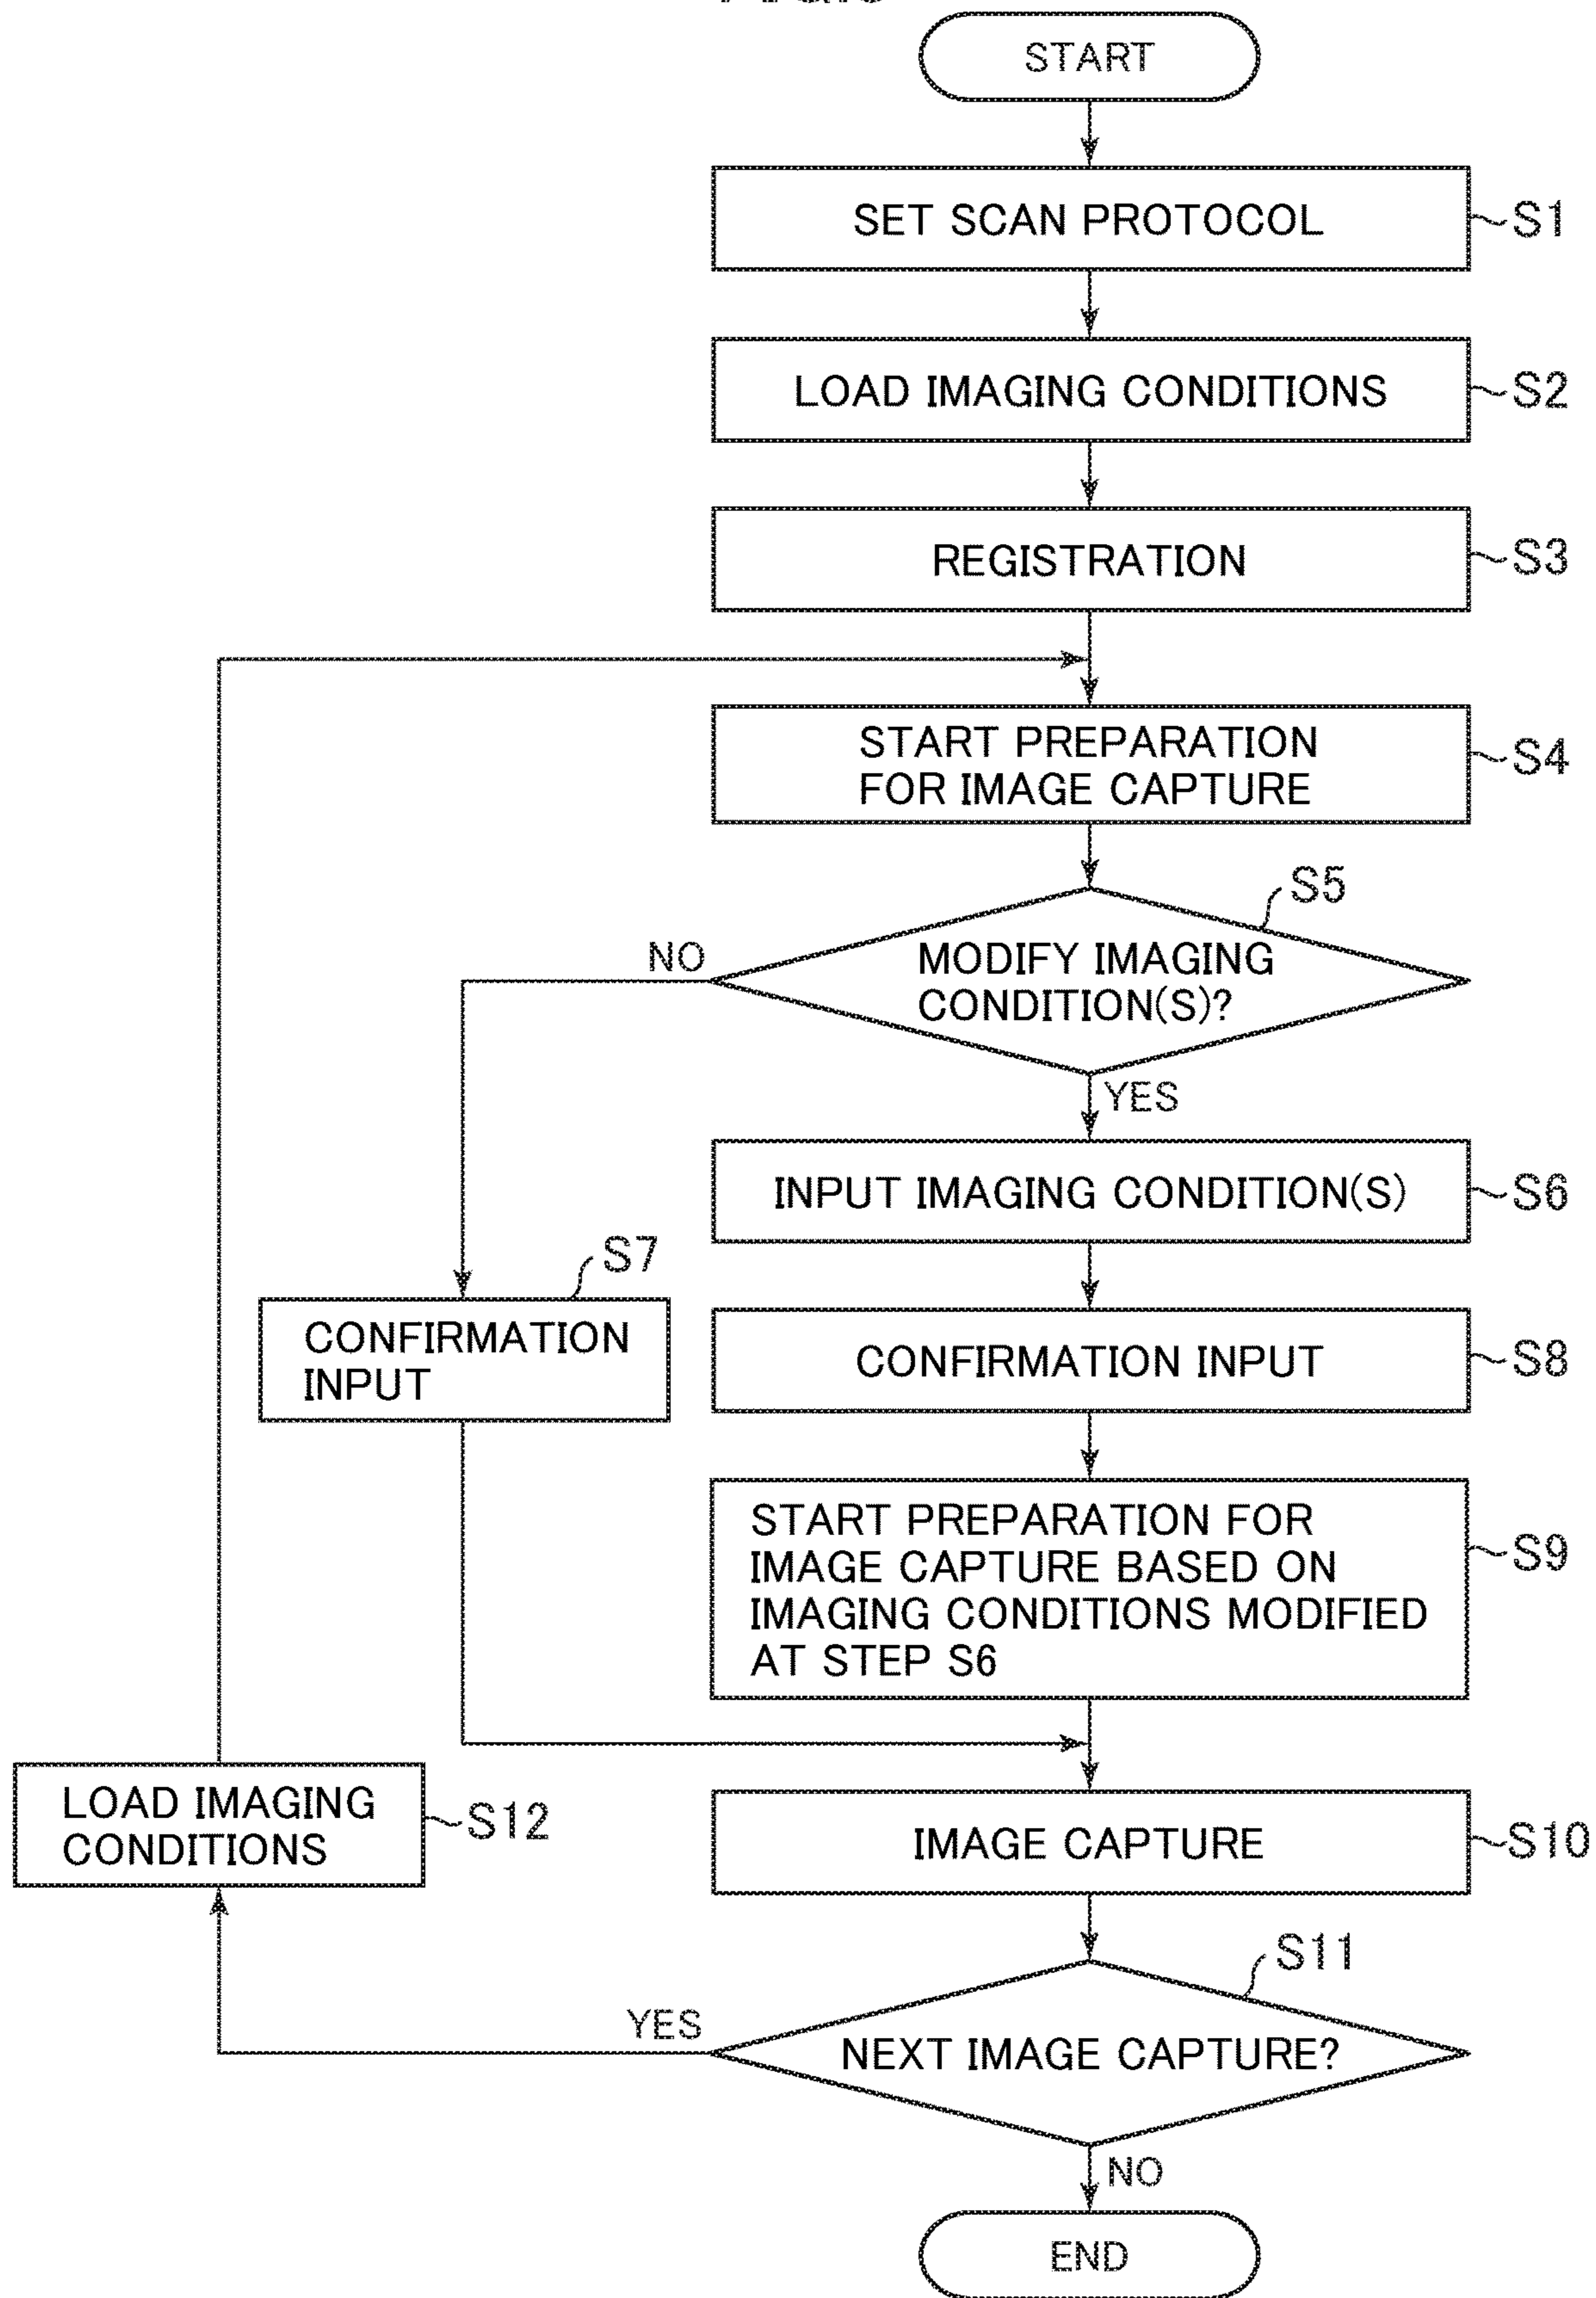 START
SET SCAN PROTOCOL
S1
LOAD IMAGING CONDITIONS
S2
REGISTRATION
S3
START PREPARATION
FOR IMAGE CAPTURE
S4
S5
NO
MODIFY IMAGING
CONDITION(S)?
YES
INPUT IMAGING CONDITION(S)
S6
S7
CONFIRMATION
INPUT
CONFIRMATION INPUT
S8
START PREPARATION FOR
IMAGE CAPTURE BASED ON
IMAGING CONDITIONS MODIFIED
AT STEP S6
S9
LOAD IMAGING
CONDITIONS
S12
IMAGE CAPTURE
S10
S11
YES
NEXT IMAGE CAPTURE?
NO
END